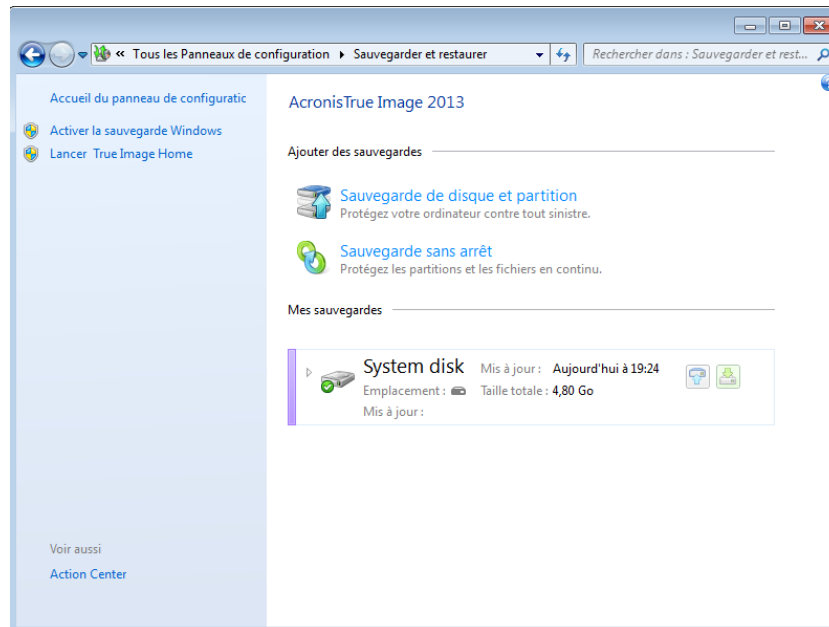 « Tous les Panneaux de configuration ▸ Sauvegarder et restaurer
Rechercher dans : Sauvegarder et rest...
Accueil du panneau de configuratic
Activer la sauvegarde Windows
Lancer True Image Home
Voir aussi
Action Center
AcronisTrue Image 2013
Ajouter des sauvegardes
Sauvegarde de disque et partition
Protégez votre ordinateur contre tout sinistre.
Sauvegarde sans arrêt
Protégez les partitions et les fichiers en continu.
Mes sauvegardes
System disk Mis à jour : Aujourd'hui à 19:24
Emplacement : Taille totale : 4,80 Go
Mis à jour :